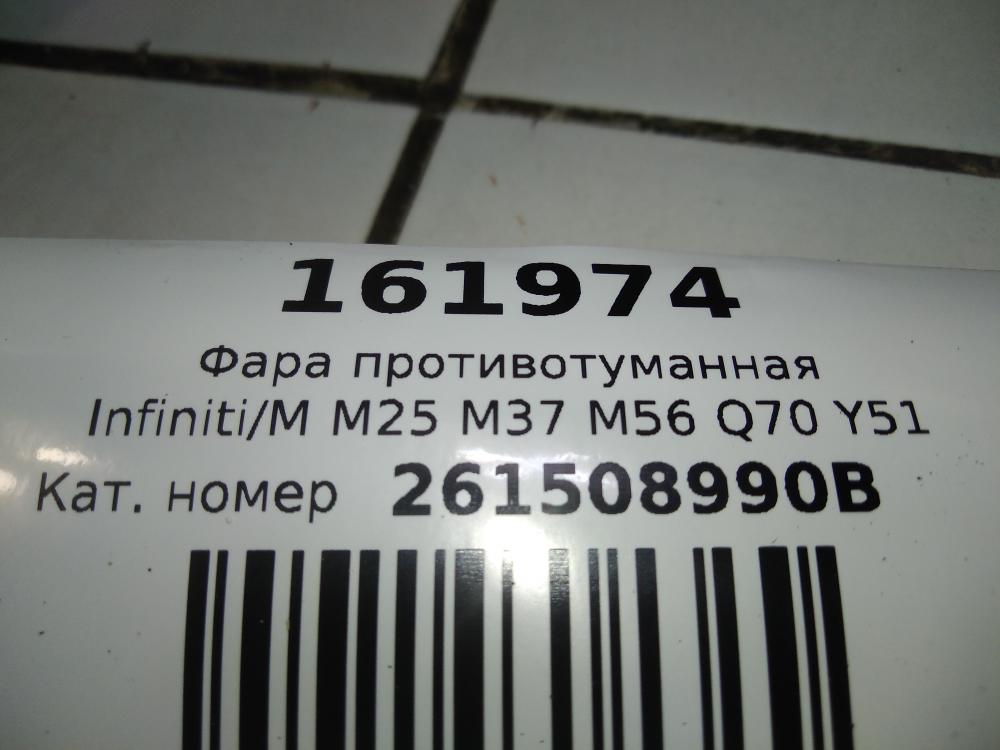 161974
Фара противотуманная
Infiniti/M M25 M37 M56 Q70 Y51
Кат. номер 261508990B